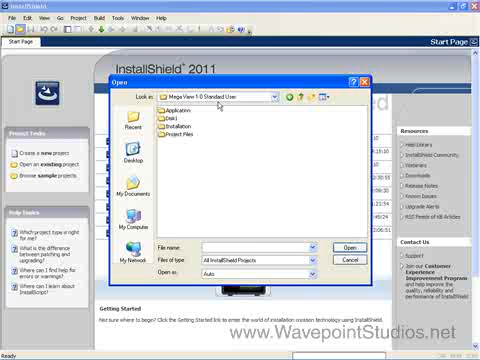 InstallShield
File Edit View Go Project Build Tools Window Help
Start Page
Start Page
InstallShield 2011
Open
Look in:
Mega View 1.0 Standard User
Application
Disk1
Installation
Project Files
Recent
Desktop
My Documents
My Computer
My Network
File name:
Open
Files of type:
All InstallShield Projects
Cancel
Open as:
Auto
Project Tasks
Create a new project
Open an existing project
Browse sample projects
Help Topics
Which project type is right for me?
What is the difference between patching and upgrading?
Where can I find help for errors or warnings?
Where can I learn about InstallScript?
Resources
Help Library
InstallShield Community
Webinars
Downloads
Release Notes
Known Issues
Upgrade Alerts
RSS Feeds of KB Articles
Contact Us
Support
Join our Customer Experience Improvement Program and help improve the quality, reliability and performance of InstallShield
Getting Started
Not sure where to begin? Click the Getting Started link to enter the world of installation creation technology using InstallShield.
www.WavepointStudios.net